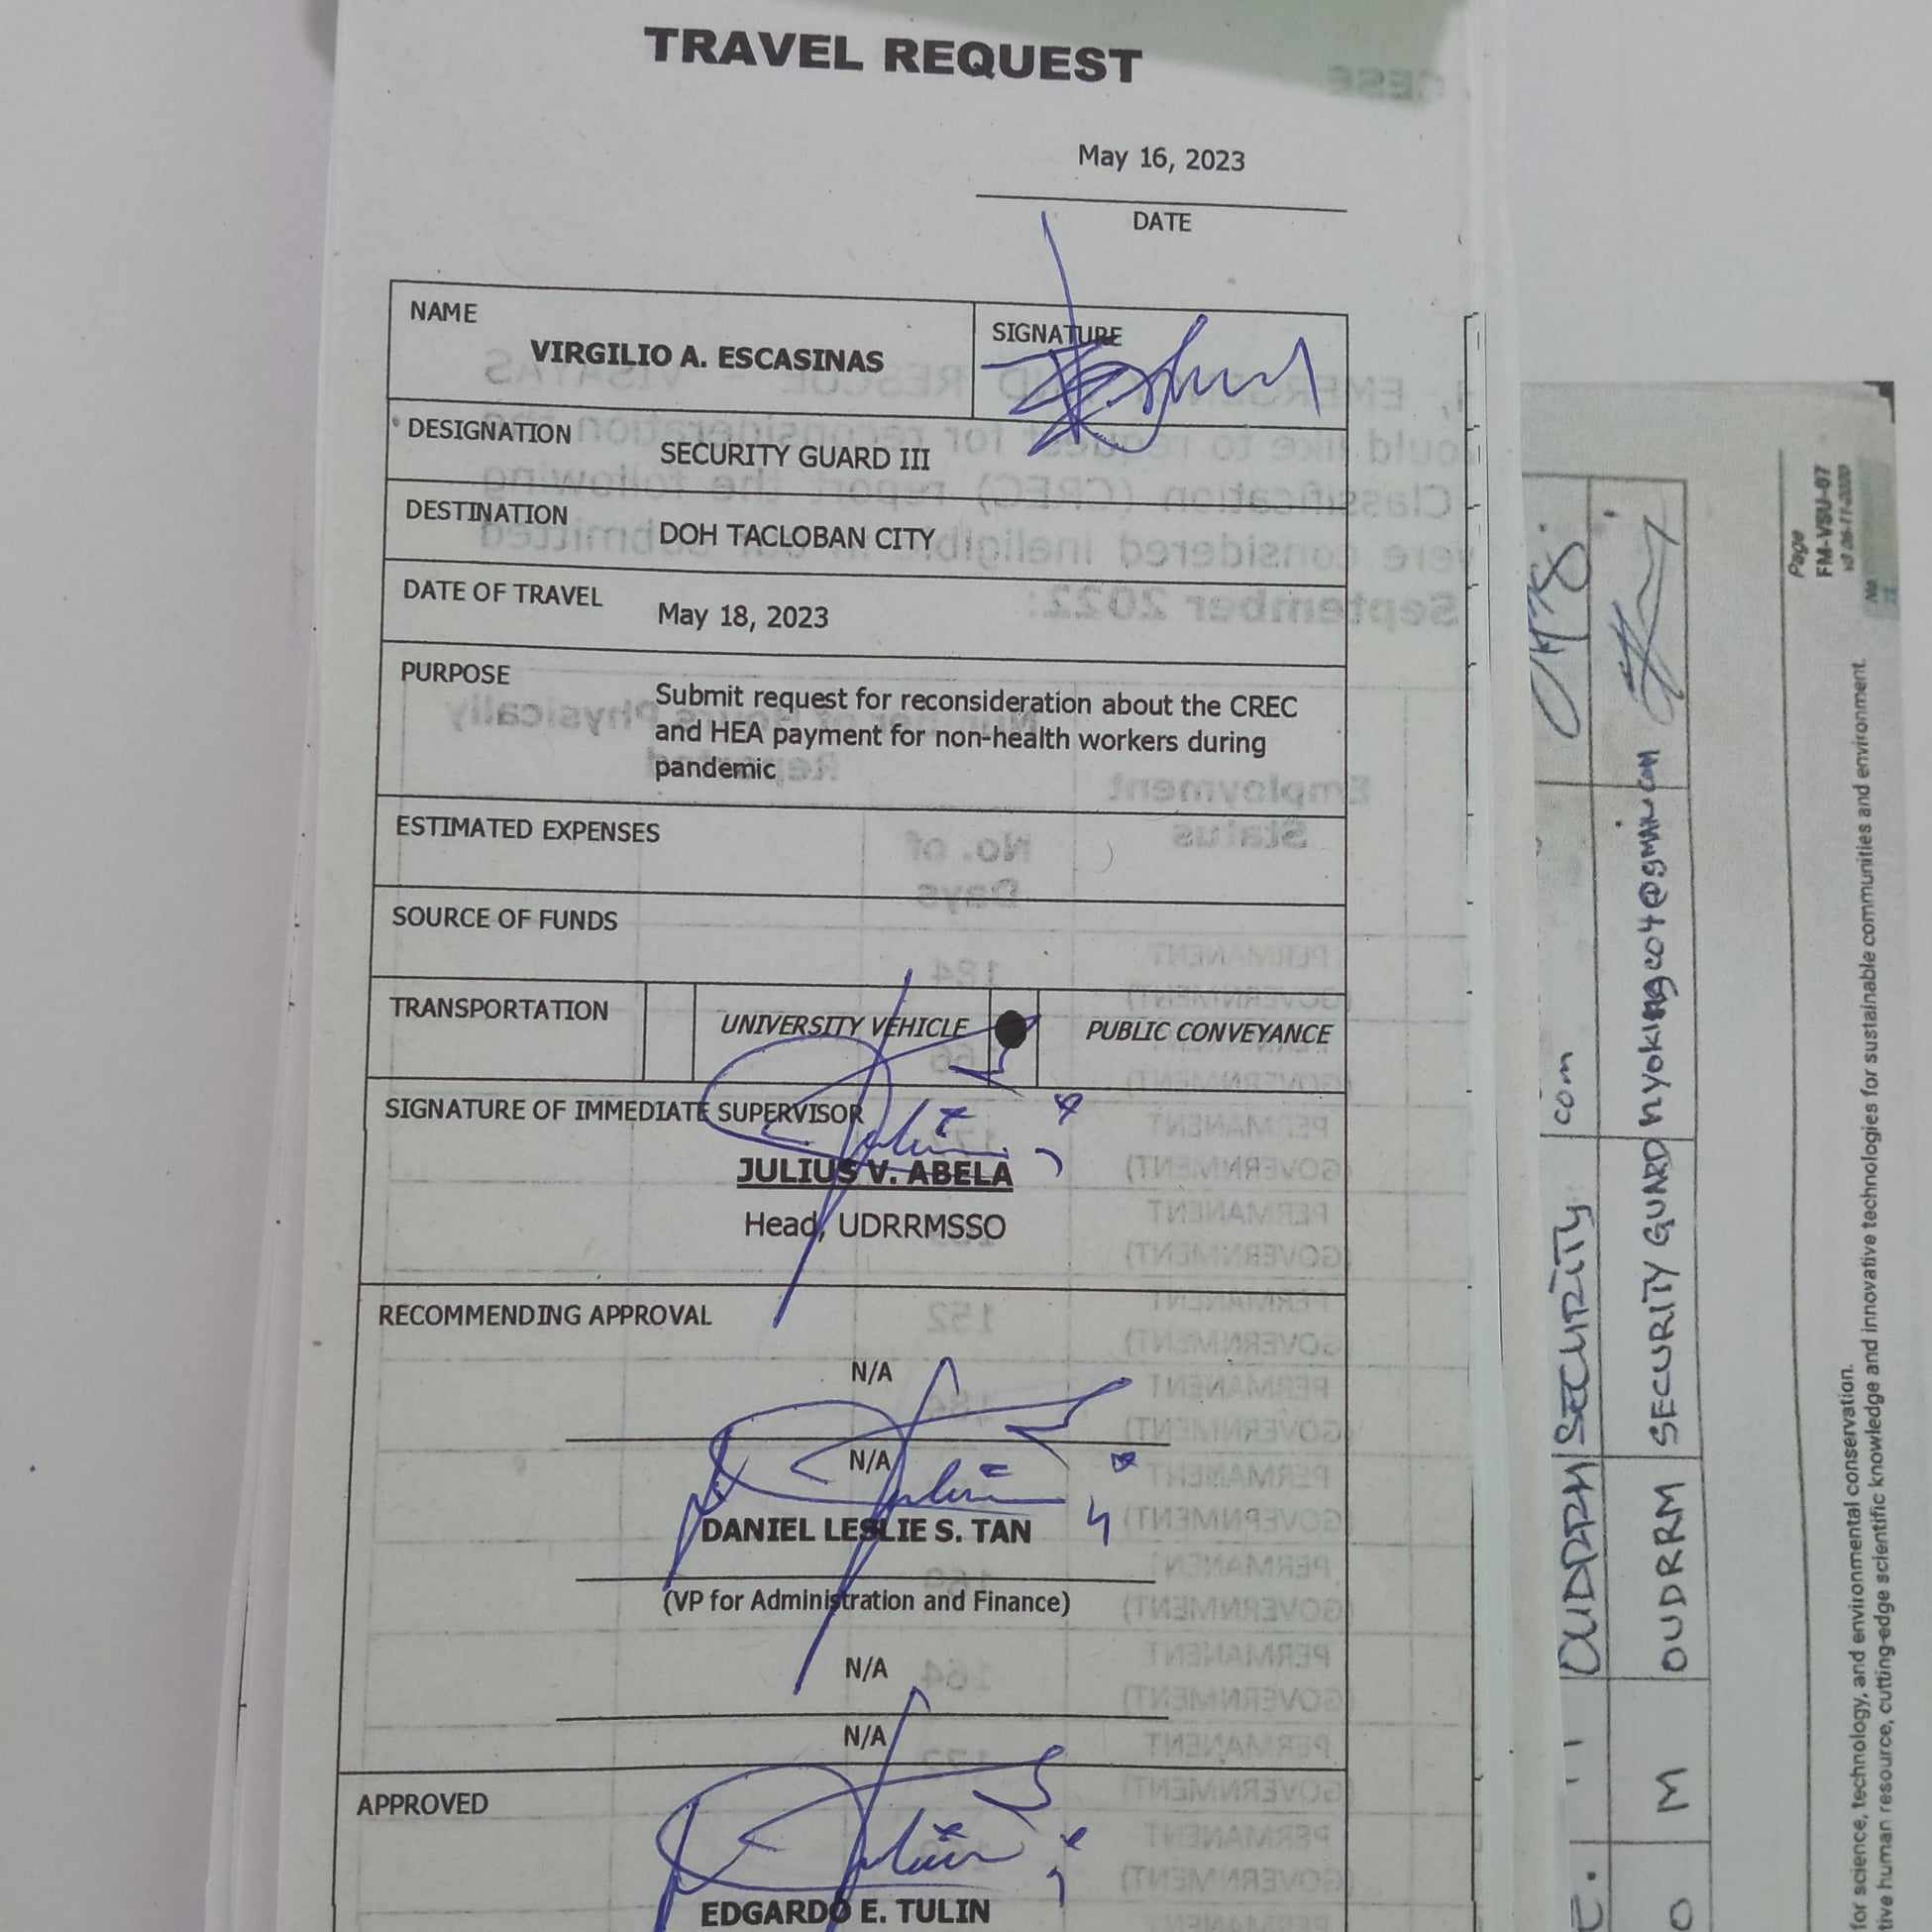 TRAVEL REQUEST
May 16, 2023
DATE
NAME
VIRGILIO A. ESCASINAS
SIGNATURE
DESIGNATION
SECURITY GUARD III
DESTINATION
DOH TACLOBAN CITY
DATE OF TRAVEL
May 18, 2023
PURPOSE
Submit request for reconsideration about the CREC
and HEA payment for non-health workers during
pandemic
ESTIMATED EXPENSES
SOURCE OF FUNDS
TRANSPORTATION
UNIVERSITY VEHICLE
PUBLIC CONVEYANCE
SIGNATURE OF IMMEDIATE SUPERVISOR
JULIUS V. ABELA
Head, UDRRMSSO
RECOMMENDING APPROVAL
N/A
N/A
DANIEL LESLIE S. TAN
(VP for Administration and Finance)
N/A
N/A
APPROVED
EDGARDO E. TULIN
OUDRRM SECURITY com
M OUDRRM SECURITY GUARD
for science, technology, and environmental conservation.
tive human resource, cutting-edge scientific knowledge and innovative technologies for sustainable communities and environment.
Page
FM-VSU-07